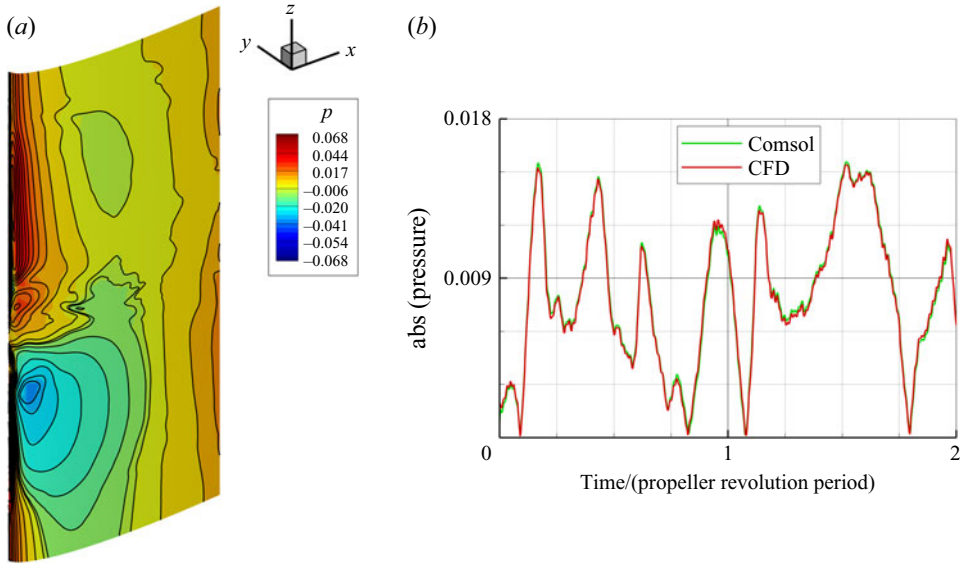 (a)
z
y
x
p
0.068
0.044
0.017
–0.006
–0.020
–0.041
–0.054
–0.068
(b)
0.018
0.009
0
1
2
abs (pressure)
Comsol
CFD
Time/(propeller revolution period)